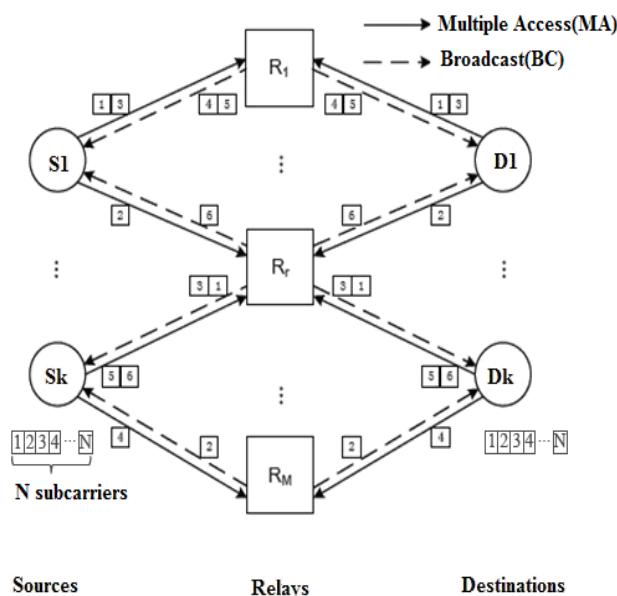 Multiple Access(MA)
Broadcast(BC)
R1
1 3
4 5
4 5
1 3
S1
⋮
D1
2
6
6
2
⋮
Rr
⋮
3 1
3 1
Sk
5 6
5 6
Dk
⋮
1 2 3 4 ··· N
4
2
2
4
1 2 3 4 ··· N
RM
N subcarriers
Sources
Relays
Destinations